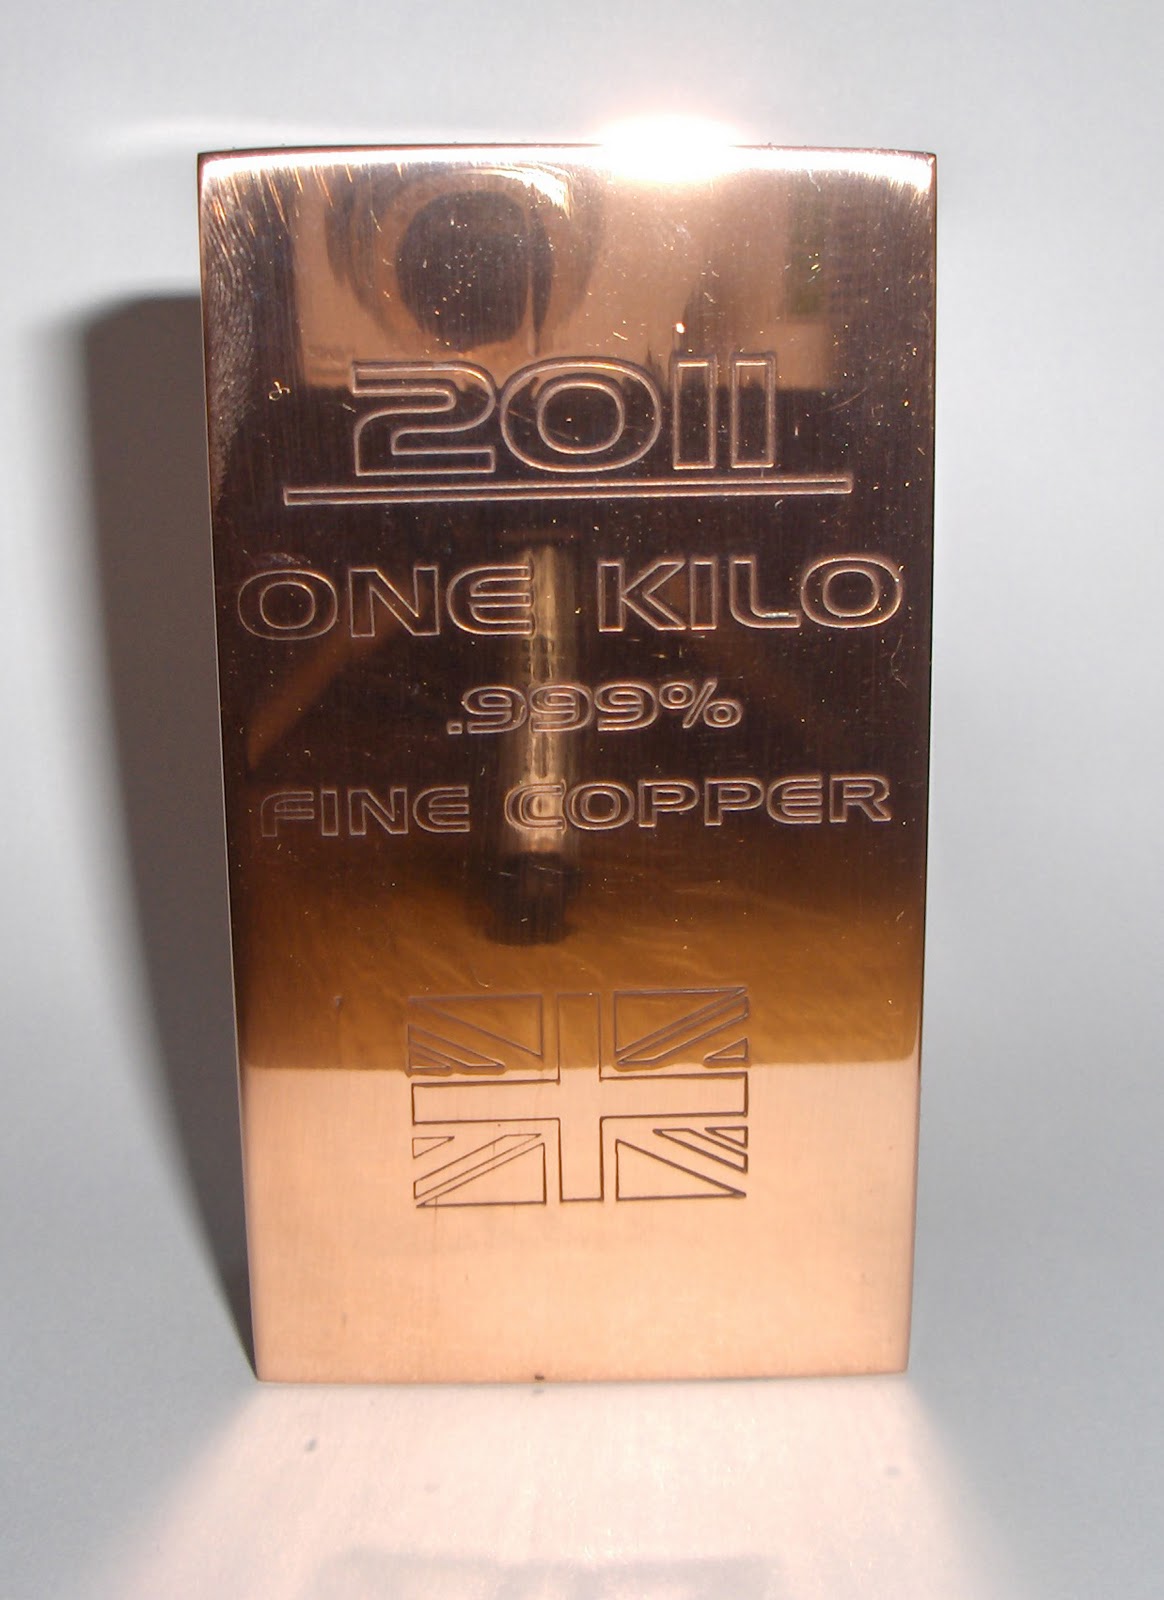 2011
ONE KILO
.999%
FINE COPPER